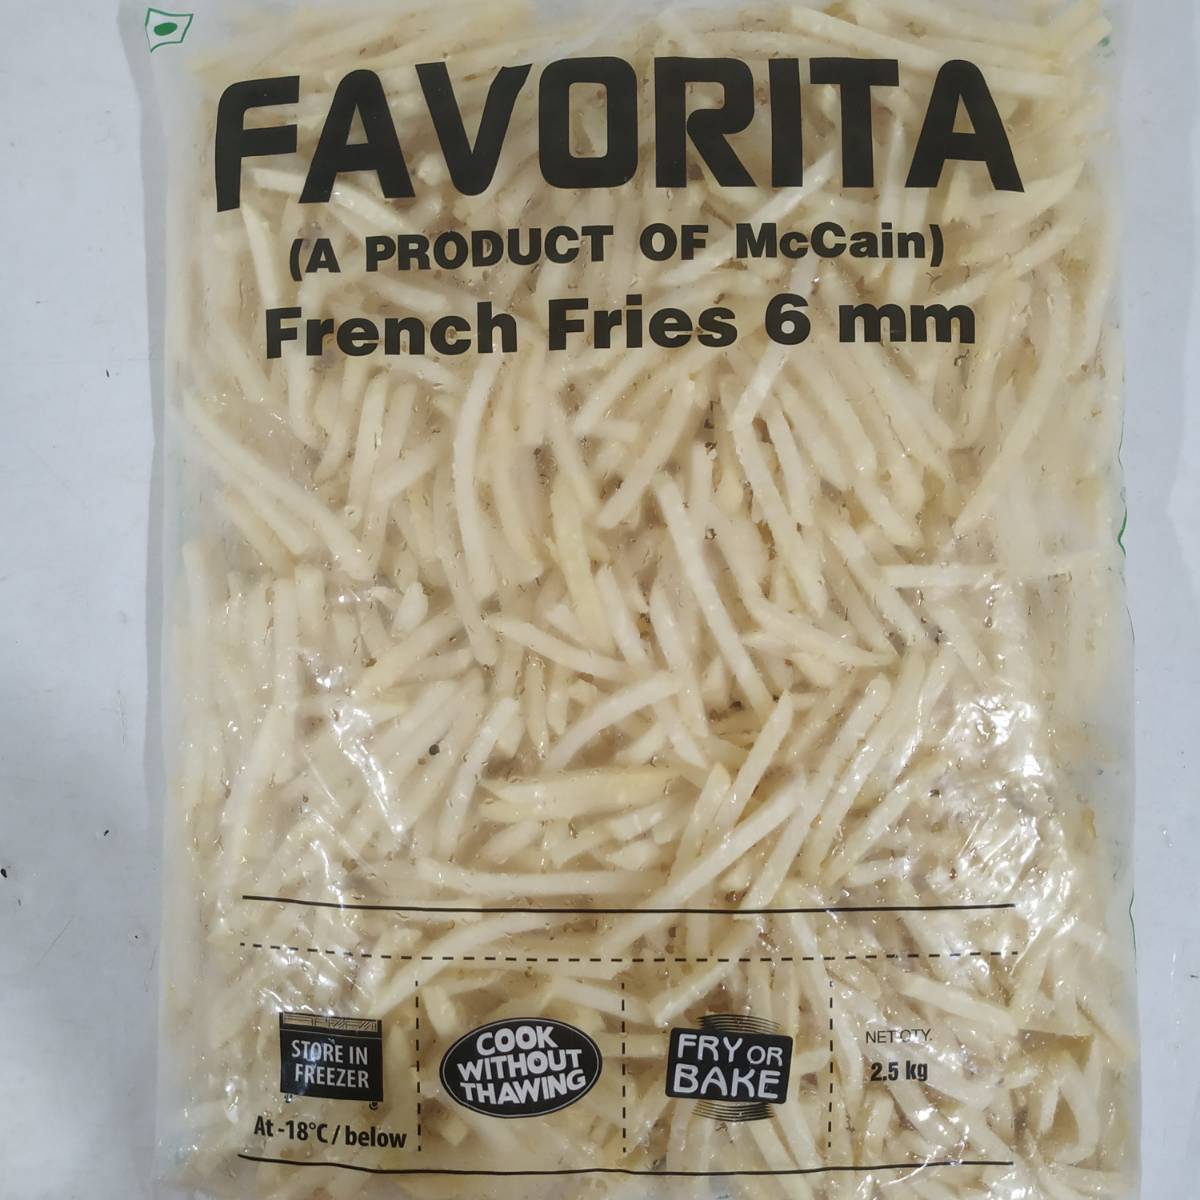 FAVORITA
(A PRODUCT OF McCain)
French Fries 6 mm
STORE IN
FREEZER
At -18°C / below
COOK
WITHOUT
THAWING
FRY OR
BAKE
NET QTY.
2.5 kg